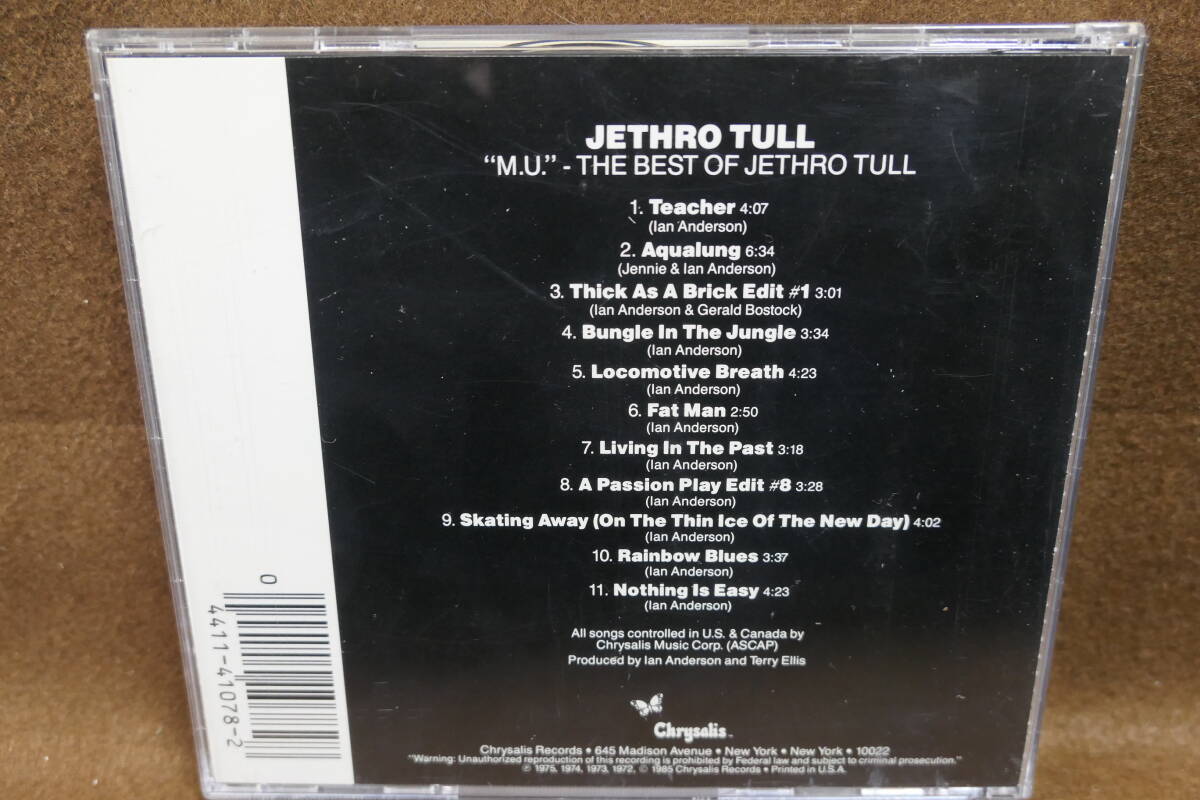 JETHRO TULL
“M.U.” - THE BEST OF JETHRO TULL
1. Teacher 4:07
(Ian Anderson)
2. Aqualung 6:34
(Jennie & Ian Anderson)
3. Thick As A Brick Edit #1 3:01
(Ian Anderson & Gerald Bostock)
4. Bungle In The Jungle 3:34
(Ian Anderson)
5. Locomotive Breath 4:23
(Ian Anderson)
6. Fat Man 2:50
(Ian Anderson)
7. Living In The Past 3:18
(Ian Anderson)
8. A Passion Play Edit #8 3:28
(Ian Anderson)
9. Skating Away (On The Thin Ice Of The New Day) 4:02
(Ian Anderson)
10. Rainbow Blues 3:37
(Ian Anderson)
11. Nothing Is Easy 4:23
(Ian Anderson)
All songs controlled in U.S. & Canada by
Chrysalis Music Corp. (ASCAP)
Produced by Ian Anderson and Terry Ellis
Chrysalis™
Chrysalis Records • 645 Madison Avenue • New York • New York • 10022
“Warning: Unauthorized reproduction of this recording is prohibited by Federal law and subject to criminal prosecution.”
℗ 1975, 1974, 1973, 1972, © 1985 Chrysalis Records • Printed in U.S.A.
0
4411-41078-2